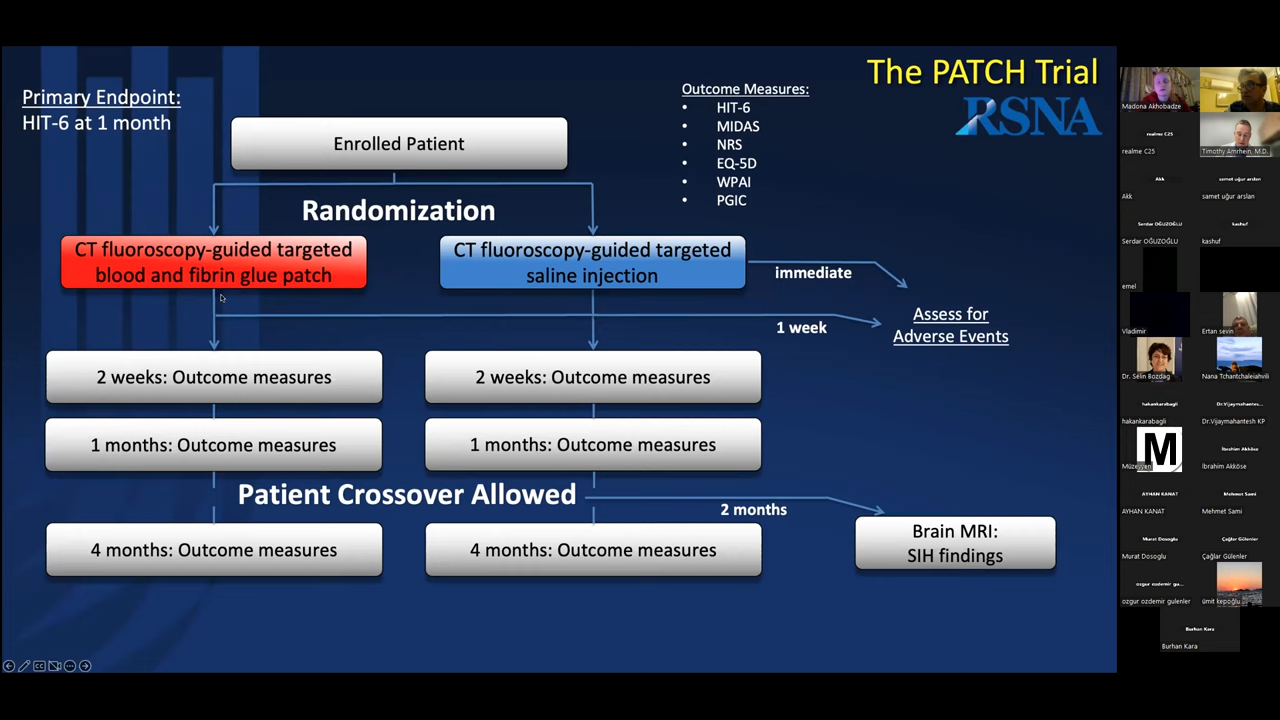 The PATCH Trial
RSNA
Primary Endpoint:
HIT-6 at 1 month
Outcome Measures:
• HIT-6
• MIDAS
• NRS
• EQ-5D
• WPAI
• PGIC
Enrolled Patient
Randomization
CT fluoroscopy-guided targeted
blood and fibrin glue patch
CT fluoroscopy-guided targeted
saline injection
immediate
1 week
Assess for
Adverse Events
2 weeks: Outcome measures
2 weeks: Outcome measures
1 months: Outcome measures
1 months: Outcome measures
Patient Crossover Allowed
2 months
Brain MRI:
SIH findings
4 months: Outcome measures
4 months: Outcome measures
Madona Akhobadze
realme C25
realme C25
Timothy Amrhein, M.D.
Akk
Akk
samet uğur arslan
samet uğur arslan
Serdar OĞUZOĞLU
Serdar OĞUZOĞLU
kashuf
kashuf
emel
Vladimir
Ertan sevin
Dr. Selin Bozdag
Nana Tchantchaleiahvili
hakankarabagli
hakankarabagli
Dr.Vijaymahantes...
Dr.Vijaymahantesh KP
M
Müzeyyen
İbrahim Akköse
İbrahim Akköse
AYHAN KANAT
AYHAN KANAT
Mehmet Sami
Mehmet Sami
Murat Dosoglu
Murat Dosoglu
Çağlar Gülenler
Çağlar Gülenler
ozgur ozdemir gu...
ozgur ozdemir gulenler
ümit kepoğlu
Burhan Kara
Burhan Kara